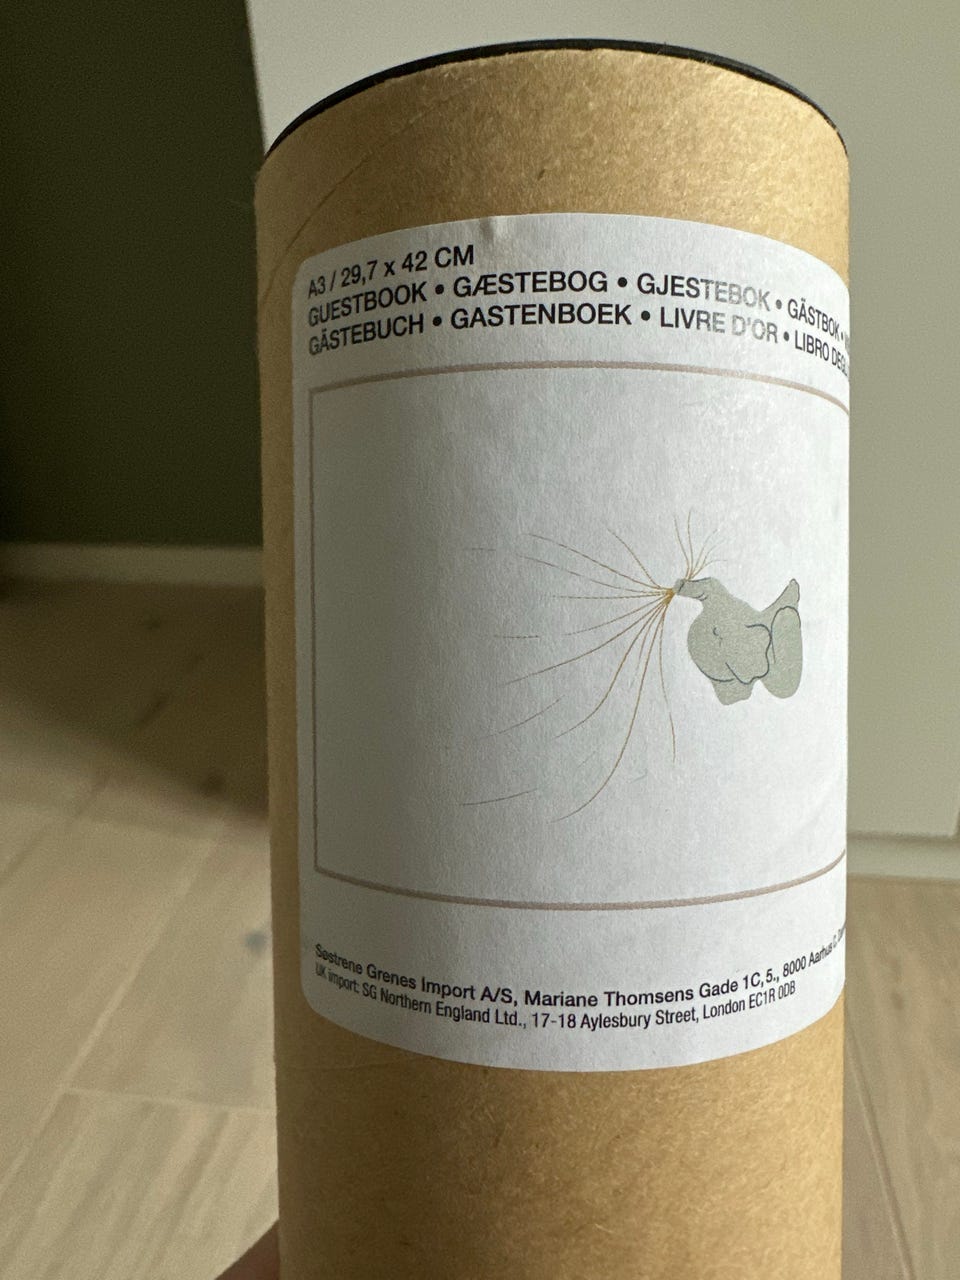 A3 / 29,7 x 42 CM
GUESTBOOK • GÆSTEBOG • GJESTEBOK • GÄSTBOK •
GÄSTEBUCH • GASTENBOEK • LIVRE D'OR • LIBRO
Søstrene Grenes Import A/S, Mariane Thomsens Gade 1C, 5., 8000 Aarhus C,
UK import: SG Northern England Ltd., 17-18 Aylesbury Street, London EC1R 0DB